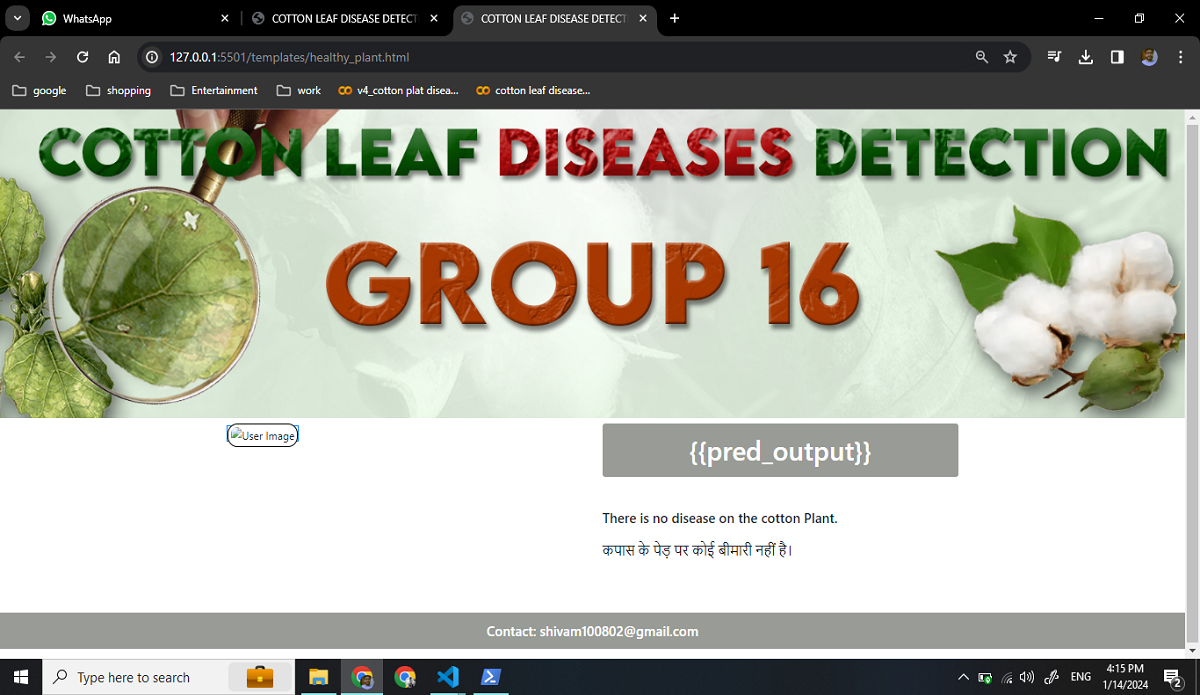 WhatsApp
COTTON LEAF DISEASE DETECT
COTTON LEAF DISEASE DETECT
127.0.0.1:5501/templates/healthy_plant.html
google
shopping
Entertainment
work
v4_cotton plat disea...
cotton leaf disease...
COTTON LEAF DISEASES DETECTION
GROUP 16
User Image
{{pred_output}}
There is no disease on the cotton Plant.
कपास के पेड़ पर कोई बीमारी नहीं है।
Contact: shivam100802@gmail.com
Type here to search
ENG
4:15 PM
1/14/2024
2